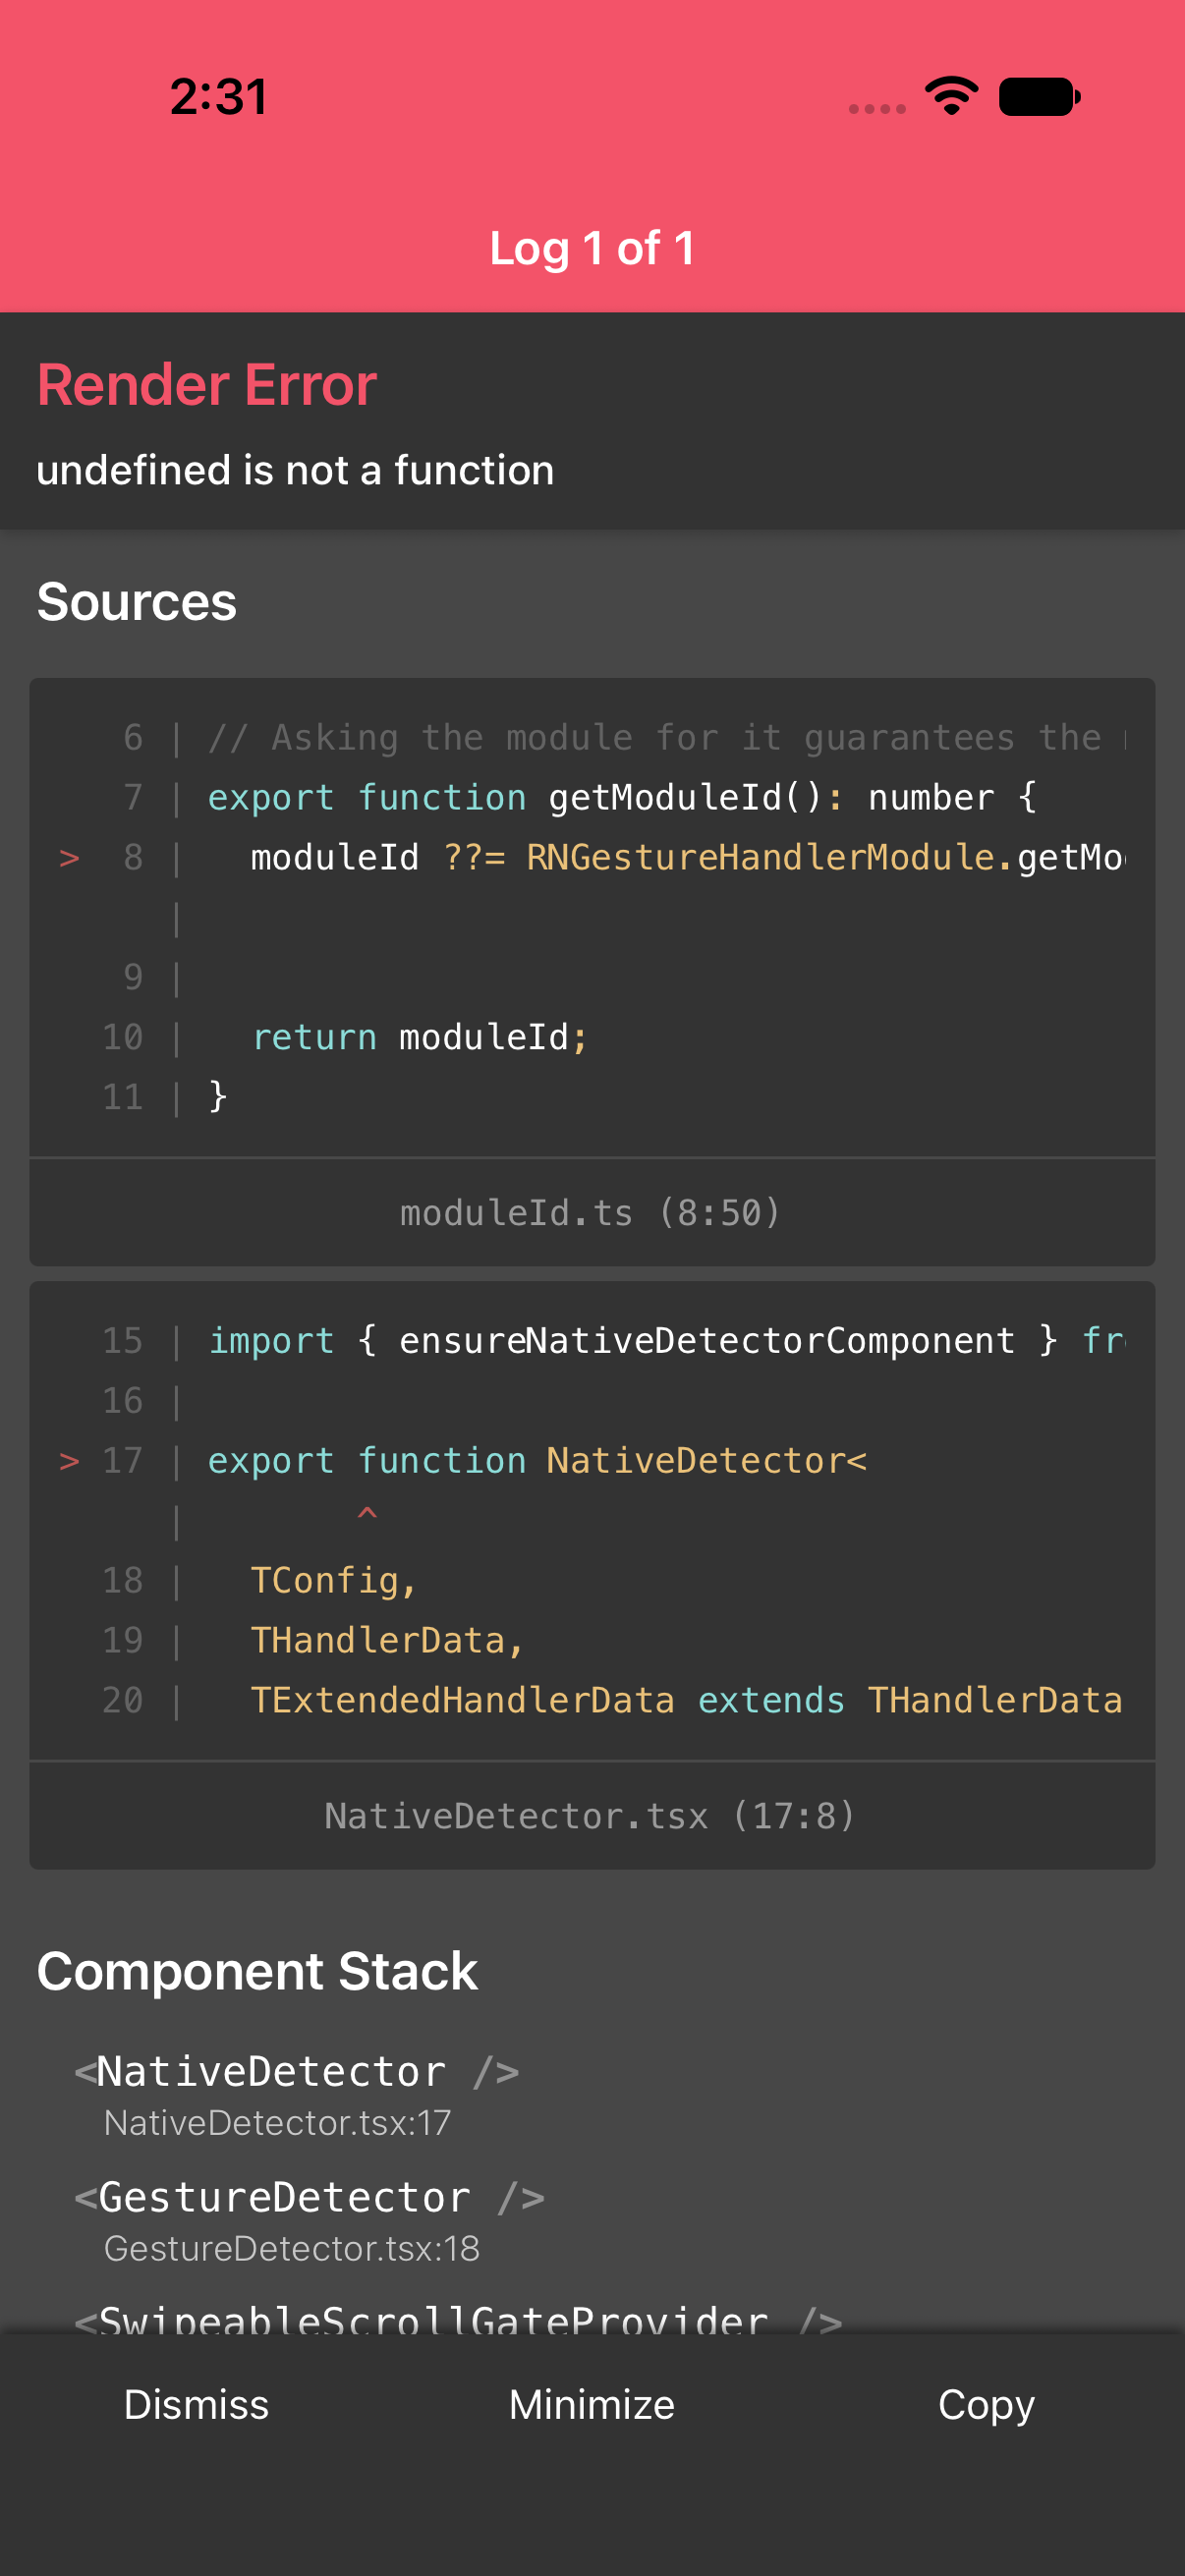 2:31
Log 1 of 1
Render Error
undefined is not a function
Sources
6 | // Asking the module for it guarantees the
7 | export function getModuleId(): number {
> 8 |   moduleId ??= RNGestureHandlerModule.getMo
|
9 |
10 |   return moduleId;
11 | }
moduleId.ts (8:50)
15 | import { ensureNativeDetectorComponent } fr
16 |
> 17 | export function NativeDetector<
|        ^
18 |   TConfig,
19 |   THandlerData,
20 |   TExtendedHandlerData extends THandlerData
NativeDetector.tsx (17:8)
Component Stack
<NativeDetector />
NativeDetector.tsx:17
<GestureDetector />
GestureDetector.tsx:18
<SwipeableScrollGateProvider />
Dismiss
Minimize
Copy